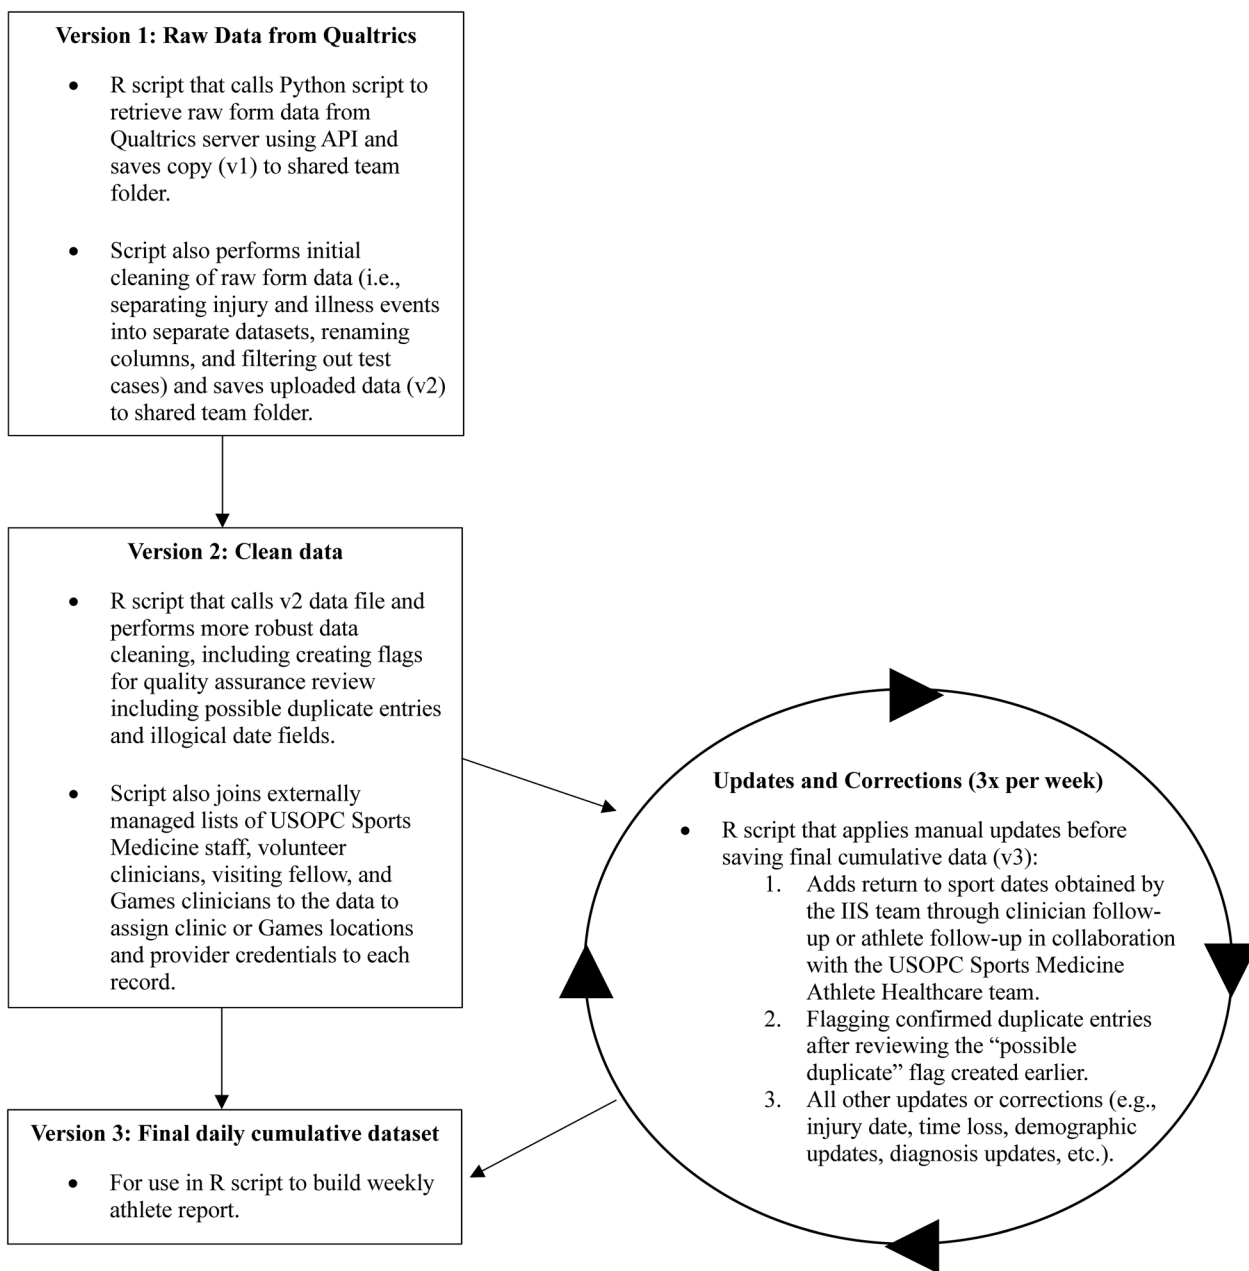 Version 1: Raw Data from Qualtrics
• R script that calls Python script to
retrieve raw form data from
Qualtrics server using API and
saves copy (v1) to shared team
folder.
• Script also performs initial
cleaning of raw form data (i.e.,
separating injury and illness events
into separate datasets, renaming
columns, and filtering out test
cases) and saves uploaded data (v2)
to shared team folder.
Version 2: Clean data
• R script that calls v2 data file and
performs more robust data
cleaning, including creating flags
for quality assurance review
including possible duplicate entries
and illogical date fields.
• Script also joins externally
managed lists of USOPC Sports
Medicine staff, volunteer
clinicians, visiting fellow, and
Games clinicians to the data to
assign clinic or Games locations
and provider credentials to each
record.
Updates and Corrections (3x per week)
• R script that applies manual updates before
saving final cumulative data (v3):
1. Adds return to sport dates obtained by
the IIS team through clinician follow-
up or athlete follow-up in collaboration
with the USOPC Sports Medicine
Athlete Healthcare team.
2. Flagging confirmed duplicate entries
after reviewing the “possible
duplicate” flag created earlier.
3. All other updates or corrections (e.g.,
injury date, time loss, demographic
updates, diagnosis updates, etc.).
Version 3: Final daily cumulative dataset
• For use in R script to build weekly
athlete report.